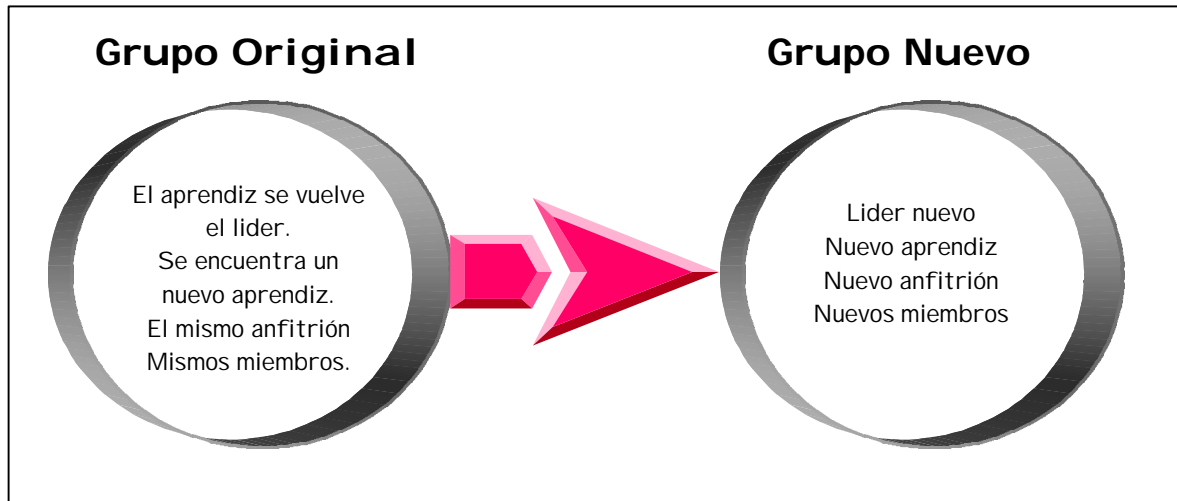 Grupo Original
El aprendiz se vuelve
el lider.
Se encuentra un
nuevo aprendiz.
El mismo anfitrión
Mismos miembros.
Grupo Nuevo
Lider nuevo
Nuevo aprendiz
Nuevo anfitrión
Nuevos miembros